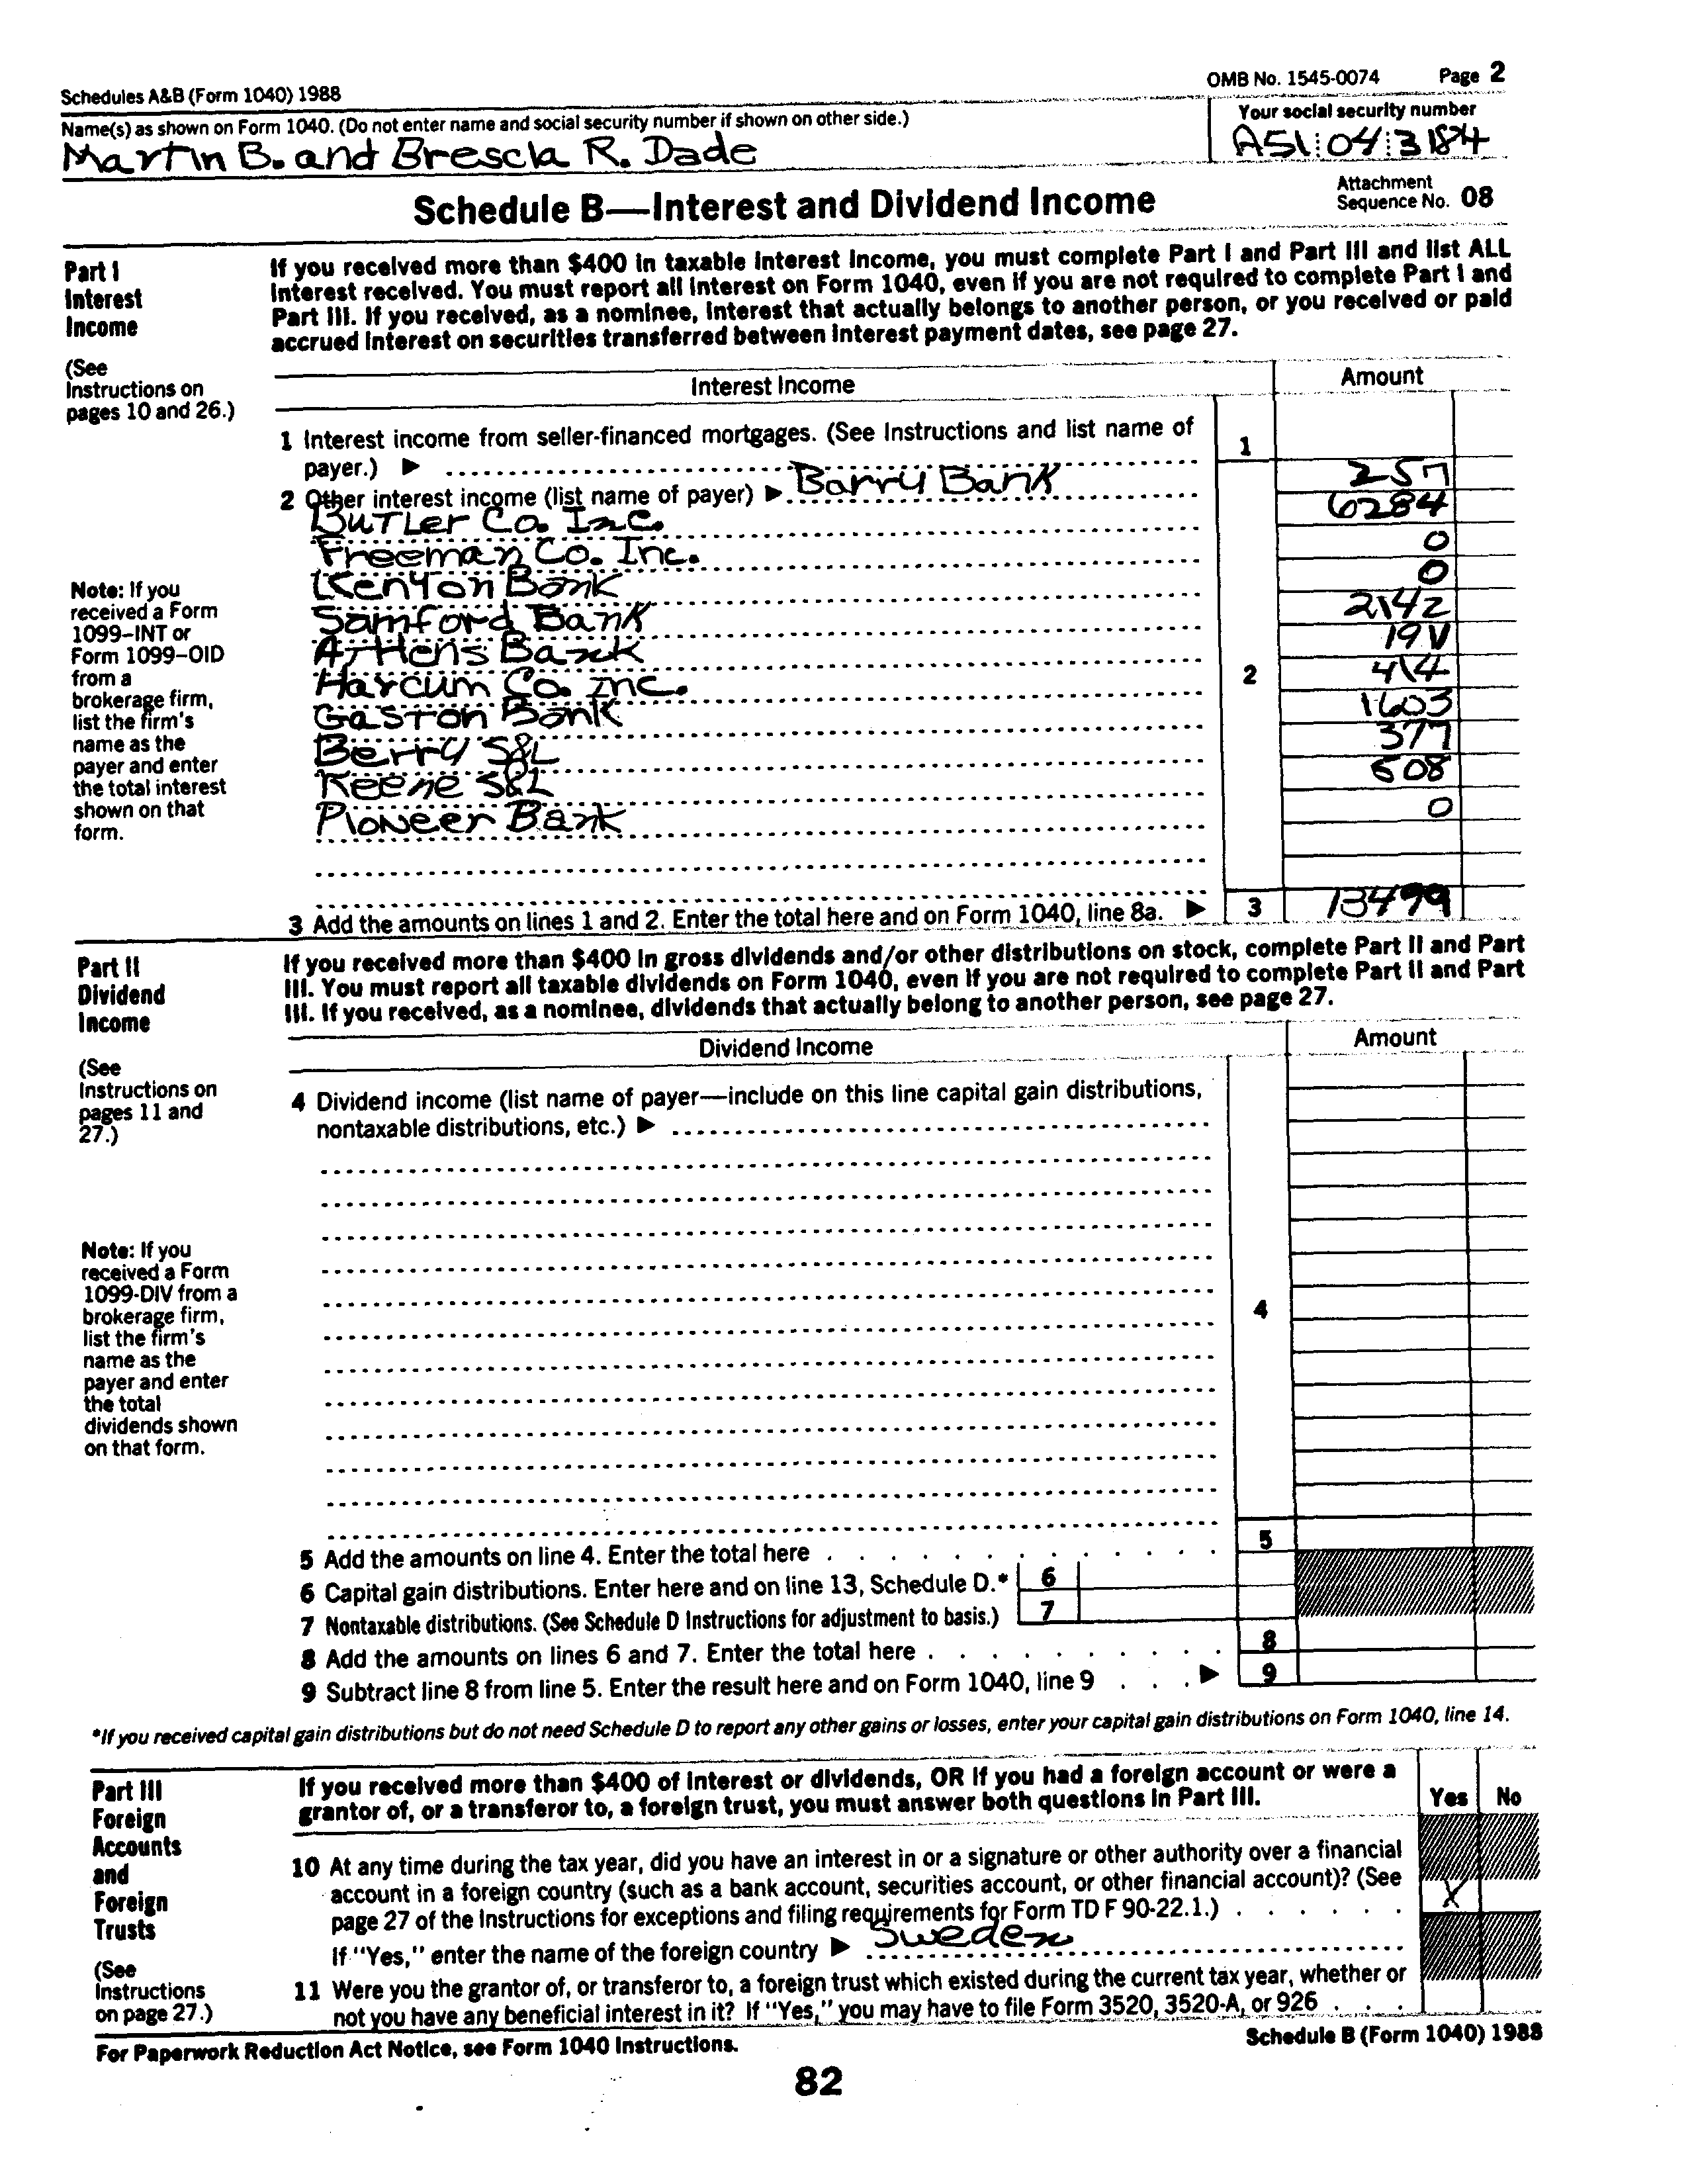 Schedules A&B (Form 1040) 1988
OMB No. 1545-0074 Page 2
Name(s) as shown on Form 1040. (Do not enter name and social security number if shown on other side.)
Your social security number
Martin B. and Brescia R. Dade
A51 04 3184
Schedule B—Interest and Dividend Income
Attachment
Sequence No. 08
Part I
Interest
Income
(See
Instructions on
pages 10 and 26.)
If you received more than $400 in taxable interest income, you must complete Part I and Part III and list ALL
interest received. You must report all interest on Form 1040, even if you are not required to complete Part I and
Part III. If you received, as a nominee, interest that actually belongs to another person, or you received or paid
accrued interest on securities transferred between interest payment dates, see page 27.
Interest Income
Amount
1 Interest income from seller-financed mortgages. (See Instructions and list name of
payer.) ▶
1
2 Other interest income (list name of payer) ▶ Barry Bank 257
Butler Co. Inc. 6284
Freeman Co. Inc. 0
Kenyon Bank 0
Samford Bank 2142
Athens Bank
Harcum Co. Inc. 414
Gaston Bank 1603
Berry S&L 377
Keene S&L 608
Pioneer Bank 0
2
Note: If you
received a Form
1099–INT or
Form 1099–OID
from a
brokerage firm,
list the firm's
name as the
payer and enter
the total interest
shown on that
form.
3 Add the amounts on lines 1 and 2. Enter the total here and on Form 1040, line 8a. ▶ 3 13499
Part II
Dividend
Income
(See
Instructions on
pages 11 and
27.)
If you received more than $400 in gross dividends and/or other distributions on stock, complete Part II and Part
III. You must report all taxable dividends on Form 1040, even if you are not required to complete Part II and Part
III. If you received, as a nominee, dividends that actually belong to another person, see page 27.
Dividend Income
Amount
4 Dividend income (list name of payer—include on this line capital gain distributions,
nontaxable distributions, etc.) ▶
4
Note: If you
received a Form
1099-DIV from a
brokerage firm,
list the firm's
name as the
payer and enter
the total
dividends shown
on that form.
5 Add the amounts on line 4. Enter the total here . . . . . . . . . . . . 5
6 Capital gain distributions. Enter here and on line 13, Schedule D.* 6
7 Nontaxable distributions. (See Schedule D Instructions for adjustment to basis.) 7
8 Add the amounts on lines 6 and 7. Enter the total here . . . . . . . . . 8
9 Subtract line 8 from line 5. Enter the result here and on Form 1040, line 9 . . . ▶ 9
*If you received capital gain distributions but do not need Schedule D to report any other gains or losses, enter your capital gain distributions on Form 1040, line 14.
Part III
Foreign
Accounts
and
Foreign
Trusts
(See
Instructions
on page 27.)
If you received more than $400 of interest or dividends, OR if you had a foreign account or were a
grantor of, or a transferor to, a foreign trust, you must answer both questions in Part III.
Yes No
10 At any time during the tax year, did you have an interest in or a signature or other authority over a financial
account in a foreign country (such as a bank account, securities account, or other financial account)? (See
page 27 of the Instructions for exceptions and filing requirements for Form TD F 90-22.1.) . . . . . . X
If "Yes," enter the name of the foreign country ▶ Sweden
11 Were you the grantor of, or transferor to, a foreign trust which existed during the current tax year, whether or
not you have any beneficial interest in it? If "Yes," you may have to file Form 3520, 3520-A, or 926 . . .
For Paperwork Reduction Act Notice, see Form 1040 Instructions.
Schedule B (Form 1040) 1988
82